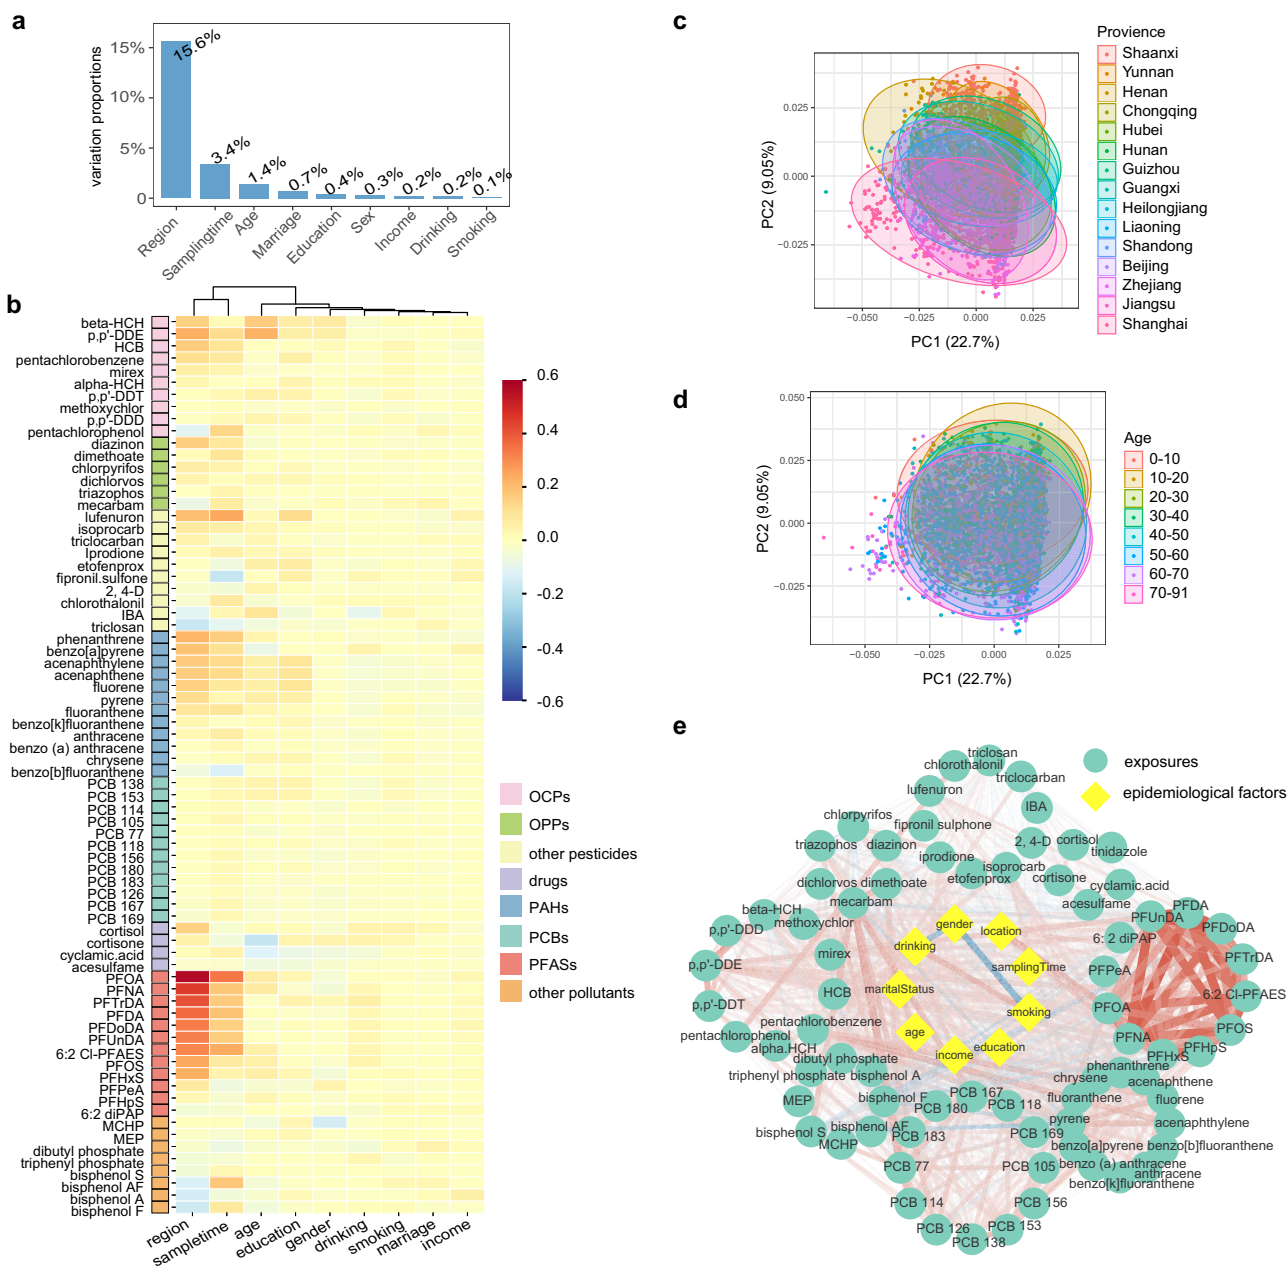 a
variation proportions
15%
10%
5%
0
15.6%
3.4%
1.4%
0.7%
0.4%
0.3%
0.2%
0.2%
0.1%
Region
Samplingtime
Age
Marriage
Education
Sex
Income
Drinking
Smoking
b
beta-HCH
p,p'-DDE
HCB
pentachlorobenzene
mirex
alpha-HCH
p,p'-DDT
methoxychlor
p,p'-DDD
pentachlorophenol
diazinon
dimethoate
chlorpyrifos
dichlorvos
triazophos
mecarbam
lufenuron
isoprocarb
triclocarban
Iprodione
etofenprox
fipronil.sulfone
2, 4-D
chlorothalonil
IBA
triclosan
phenanthrene
benzo[a]pyrene
acenaphthylene
acenaphthene
fluorene
pyrene
fluoranthene
benzo[k]fluoranthene
anthracene
benzo (a) anthracene
chrysene
benzo[b]fluoranthene
PCB 138
PCB 153
PCB 114
PCB 105
PCB 77
PCB 118
PCB 156
PCB 180
PCB 183
PCB 126
PCB 167
PCB 169
cortisol
cortisone
cyclamic.acid
acesulfame
PFOA
PFNA
PFTrDA
PFDA
PFDoDA
PFUnDA
6:2 Cl-PFAES
PFOS
PFHxS
PFPeA
PFHpS
6:2 diPAP
MCHP
MEP
dibutyl phosphate
triphenyl phosphate
bisphenol S
bisphenol AF
bisphenol A
bisphenol F
region
sampletime
age
education
gender
drinking
smoking
marriage
income
0.6
0.4
0.2
0.0
-0.2
-0.4
-0.6
OCPs
OPPs
other pesticides
drugs
PAHs
PCBs
PFASs
other pollutants
c
PC2 (9.05%)
0.025
0.000
−0.025
−0.050
−0.025
0.000
0.025
PC1 (22.7%)
Provience
Shaanxi
Yunnan
Henan
Chongqing
Hubei
Hunan
Guizhou
Guangxi
Heilongjiang
Liaoning
Shandong
Beijing
Zhejiang
Jiangsu
Shanghai
d
PC2 (9.05%)
0.050
0.025
0.000
−0.025
−0.050
−0.025
0.000
0.025
PC1 (22.7%)
Age
0-10
10-20
20-30
30-40
40-50
50-60
60-70
70-91
e
exposures
epidemiological factors
triclosan
chlorothalonil
triclocarban
lufenuron
IBA
chlorpyrifos
fipronil sulphone
triazophos
diazinon
2, 4-D
cortisol
tinidazole
iprodione
isoprocarb
etofenprox
cortisone
dichlorvos
dimethoate
cyclamic.acid
mecarbam
acesulfame
beta-HCH
methoxychlor
p,p'-DDD
gender
location
drinking
PFUnDA
PFDA
PFDoDA
6: 2 diPAP
mirex
p,p'-DDE
samplingTime
PFPeA
PFTrDA
maritalStatus
HCB
p,p'-DDT
6:2 Cl-PFAES
smoking
PFOA
pentachlorobenzene
pentachlorophenol
age
education
income
PFNA
PFOS
alpha.HCH
PFHpS
PFHxS
dibutyl phosphate
phenanthrene
triphenyl phosphate
bisphenol A
chrysene
acenaphthene
MEP
bisphenol F
PCB 167
PCB 180
PCB 118
fluoranthene
fluorene
pyrene
acenaphthylene
bisphenol S
bisphenol AF
MCHP
PCB 183
PCB 169
benzo[a]pyrene
benzo[b]fluoranthene
PCB 77
PCB 105
benzo (a) anthracene
anthracene
benzo[k]fluoranthene
PCB 114
PCB 156
PCB 126
PCB 153
PCB 138